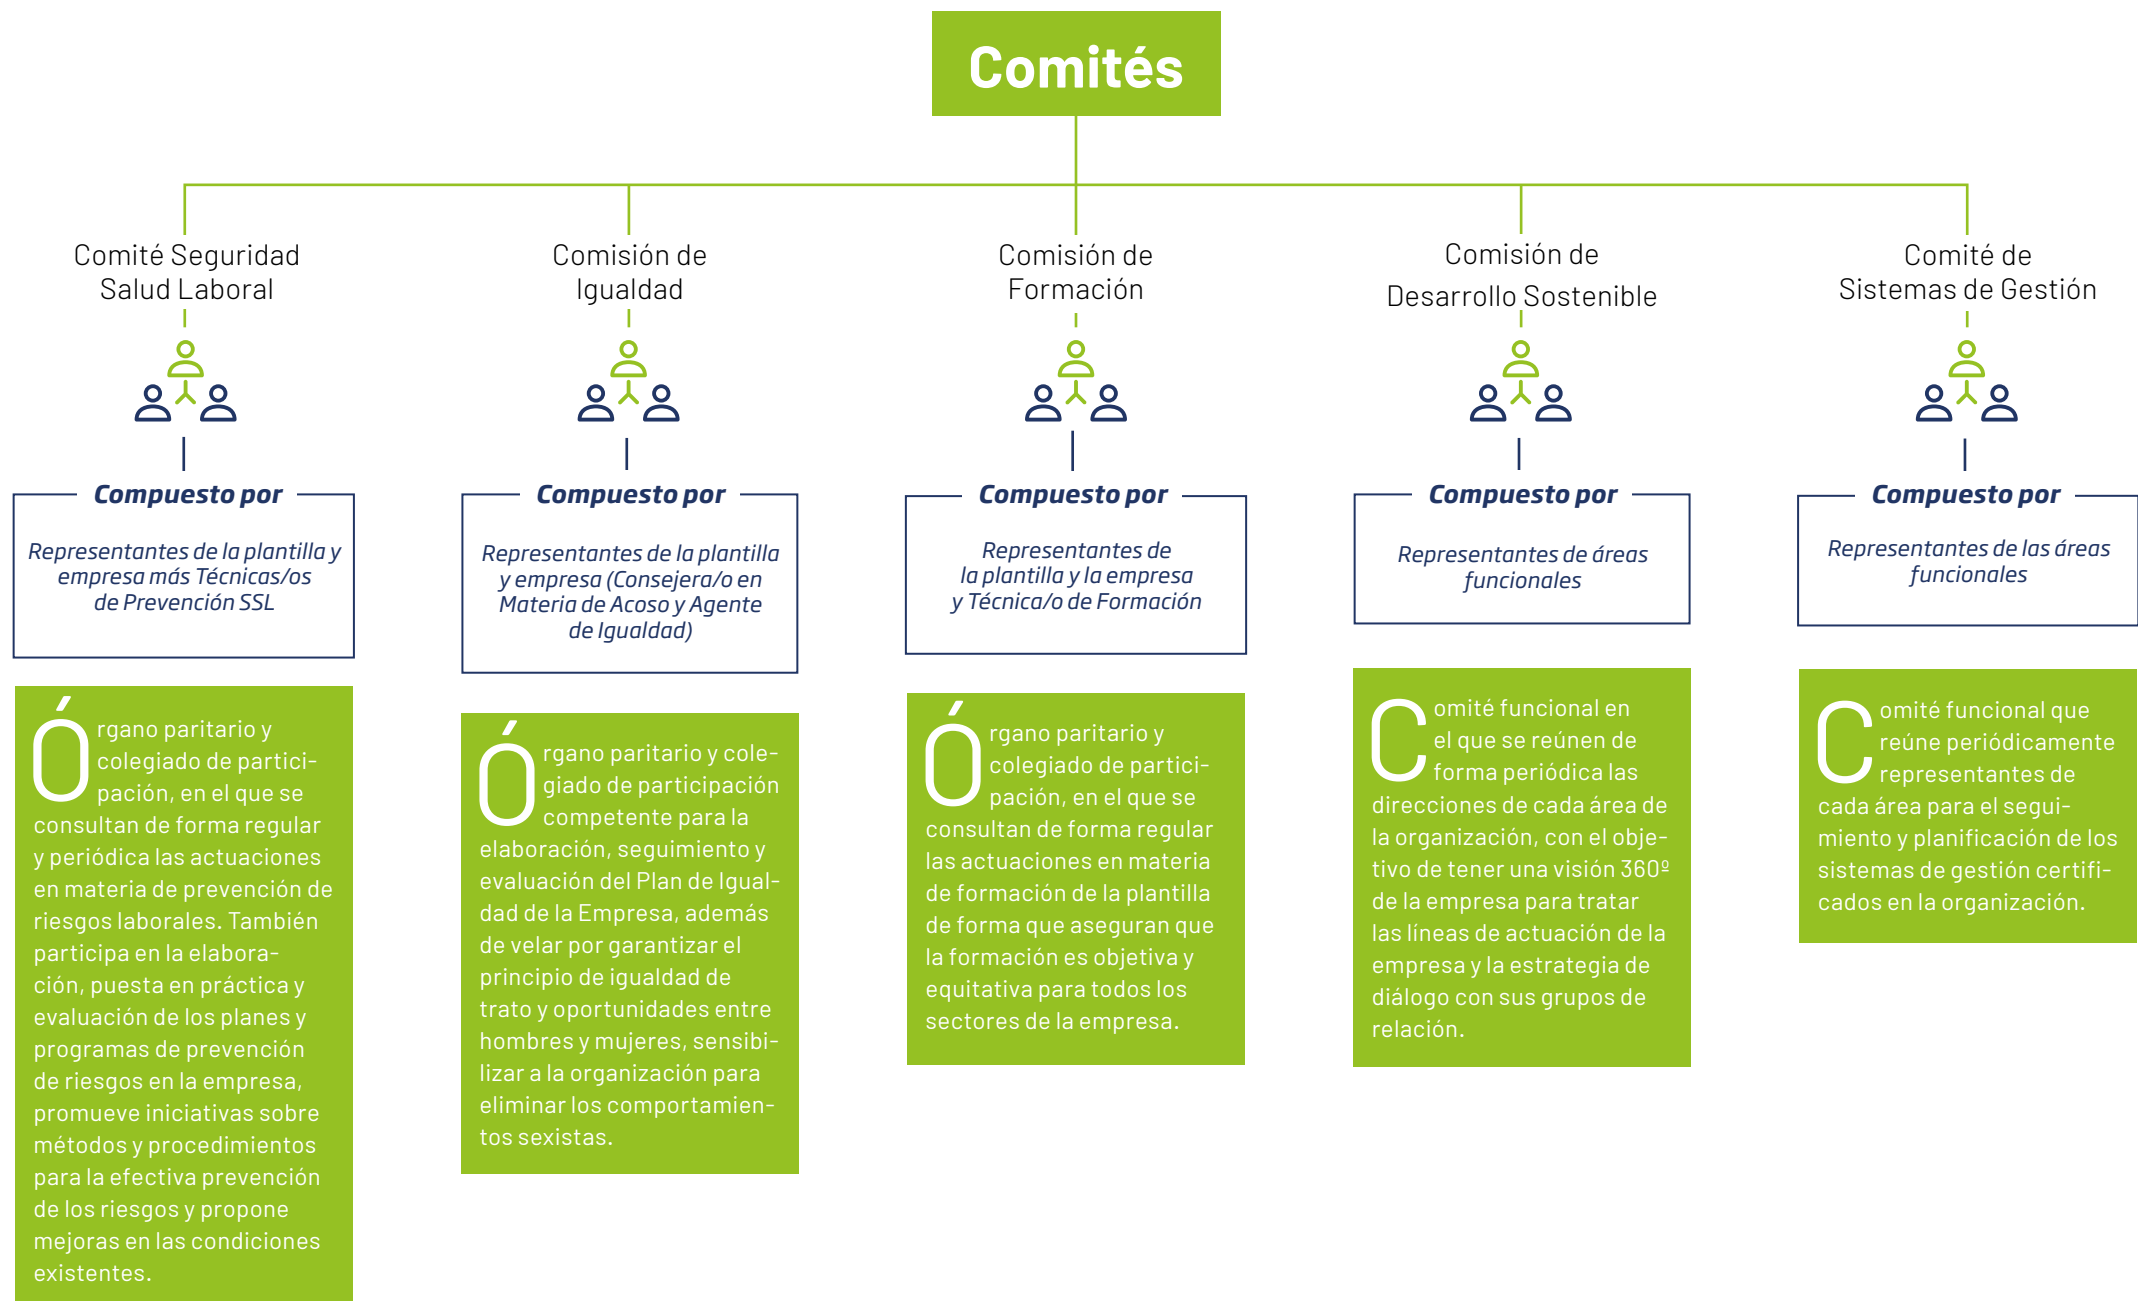 Comités
Comité Seguridad
Salud Laboral
Compuesto por
Representantes de la plantilla y
empresa más Técnicas/os
de Prevención SSL
Órgano paritario y
colegiado de partici-
pación, en el que se
consultan de forma regular
y periódica las actuaciones
en materia de prevención de
riesgos laborales. También
participa en la elabora-
ción, puesta en práctica y
evaluación de los planes y
programas de prevención
de riesgos en la empresa,
promueve iniciativas sobre
métodos y procedimientos
para la efectiva prevención
de los riesgos y propone
mejoras en las condiciones
existentes.
Comisión de
Igualdad
Compuesto por
Representantes de la plantilla
y empresa (Consejera/o en
Materia de Acoso y Agente
de Igualdad)
Órgano paritario y cole-
giado de participación
competente para la
elaboración, seguimiento y
evaluación del Plan de Igual-
dad de la Empresa, además
de velar por garantizar el
principio de igualdad de
trato y oportunidades entre
hombres y mujeres, sensibi-
lizar a la organización para
eliminar los comportamien-
tos sexistas.
Comisión de
Formación
Compuesto por
Representantes de
la plantilla y la empresa
y Técnica/o de Formación
Órgano paritario y
colegiado de partici-
pación, en el que se
consultan de forma regular
las actuaciones en materia
de formación de la plantilla
de forma que aseguran que
la formación es objetiva y
equitativa para todos los
sectores de la empresa.
Comisión de
Desarrollo Sostenible
Compuesto por
Representantes de áreas
funcionales
Comité funcional en
el que se reúnen de
forma periódica las
direcciones de cada área de
la organización, con el obje-
tivo de tener una visión 360º
de la empresa para tratar
las líneas de actuación de la
empresa y la estrategia de
diálogo con sus grupos de
relación.
Comité de
Sistemas de Gestión
Compuesto por
Representantes de las áreas
funcionales
Comité funcional que
reúne periódicamente
representantes de
cada área para el segui-
miento y planificación de los
sistemas de gestión certifi-
cados en la organización.